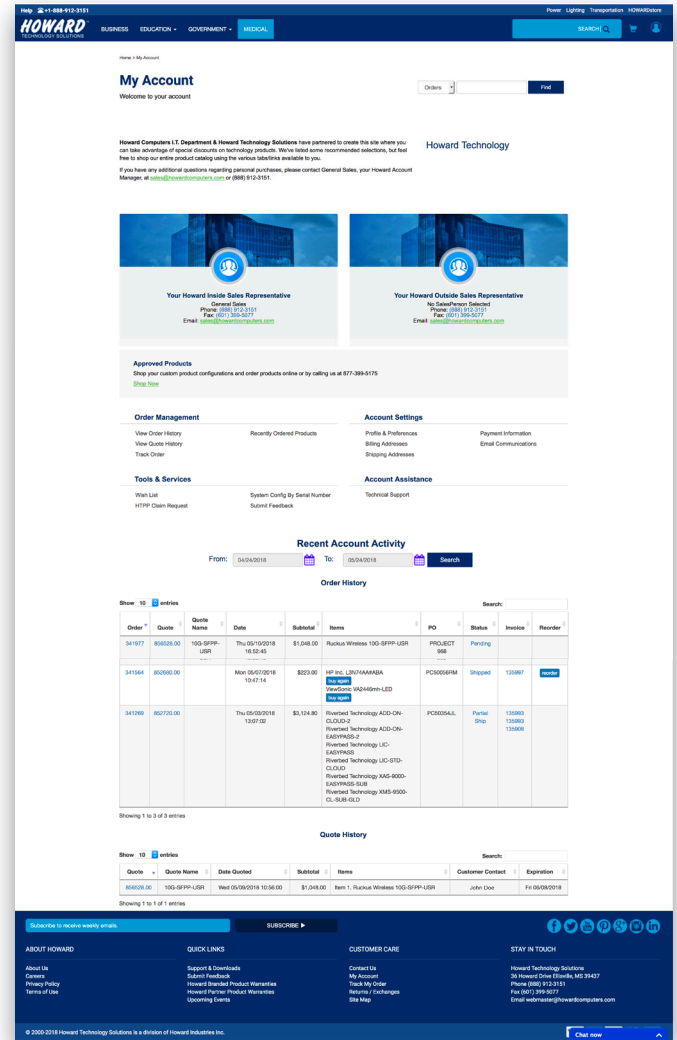 Help ☎+1-888-912-3151
Power Lighting Transportation HOWARDstore
HOWARD
TECHNOLOGY SOLUTIONS
BUSINESS EDUCATION GOVERNMENT MEDICAL
SEARCH
Home > My Account
My Account
Welcome to your account
Orders Find
Howard Computers I.T. Department & Howard Technology Solutions have partnered to create this site where you
can take advantage of special discounts on technology products. We've listed some recommended selections, but feel
free to shop our entire product catalog using the various tabs/links available to you.
If you have any additional questions regarding personal purchases, please contact General Sales, your Howard Account
Manager, at sales@howardcomputers.com or (888) 912-3151.
Howard Technology
Your Howard Inside Sales Representative
General Sales
Phone: (888) 912-3151
Fax: (601) 399-5077
Email: sales@howardcomputers.com
Your Howard Outside Sales Representative
No SalesPerson Selected
Phone: (888) 912-3151
Fax: (601) 399-5077
Email: sales@howardcomputers.com
Approved Products
Shop your custom product configurations and order products online or by calling us at 877-399-5175
Shop Now
Order Management
View Order History Recently Ordered Products
View Quote History
Track Order
Account Settings
Profile & Preferences Payment Information
Billing Addresses Email Communications
Shipping Addresses
Tools & Services
Wish List System Config By Serial Number
HTPP Claim Request Submit Feedback
Account Assistance
Technical Support
Recent Account Activity
From: 04/24/2018 To: 05/24/2018 Search
Order History
Show 10 entries Search:
Order Quote Quote Name Date Subtotal Items PO Status Invoice Reorder
341977 856528.00 10G-SFPP- Thu 05/10/2018 $1,048.00 Ruckus Wireless 10G-SFPP-USR PROJECT Pending
USR 16:52:45 968
341564 852680.00 Mon 05/07/2018 $223.00 HP Inc. L3N74AA#ABA PC50056RM Shipped 135997 reorder
10:47:14 buy again
ViewSonic VA2446mh-LED
buy again
341269 852720.00 Thu 05/03/2018 $3,124.80 Riverbed Technology ADD-ON- PC50354JL Partial 135993
13:07:02 CLOUD-2 Ship 135993
Riverbed Technology ADD-ON- 135906
EASYPASS-2
Riverbed Technology LIC-
EASYPASS
Riverbed Technology LIC-STD-
CLOUD
Riverbed Technology XAS-9000-
EASYPASS-SUB
Riverbed Technology XMS-9500-
CL-SUB-GLD
Showing 1 to 3 of 3 entries
Quote History
Show 10 entries Search:
Quote Quote Name Date Quoted Subtotal Items Customer Contact Expiration
856528.00 10G-SFPP-USR Wed 05/09/2018 10:56:00 $1,048.00 Item 1. Ruckus Wireless 10G-SFPP-USR John Doe Fri 06/08/2018
Showing 1 to 1 of 1 entries
Subscribe to receive weekly emails. SUBSCRIBE ▶
ABOUT HOWARD
About Us
Careers
Privacy Policy
Terms of Use
QUICK LINKS
Support & Downloads
Submit Feedback
Howard Branded Product Warranties
Howard Partner Product Warranties
Upcoming Events
CUSTOMER CARE
Contact Us
My Account
Track My Order
Returns / Exchanges
Site Map
STAY IN TOUCH
Howard Technology Solutions
36 Howard Drive Ellisville, MS 39437
Phone (888) 912-3151
Fax (601) 399-5077
Email webmaster@howardcomputers.com
© 2000-2018 Howard Technology Solutions is a division of Howard Industries Inc.
Chat now